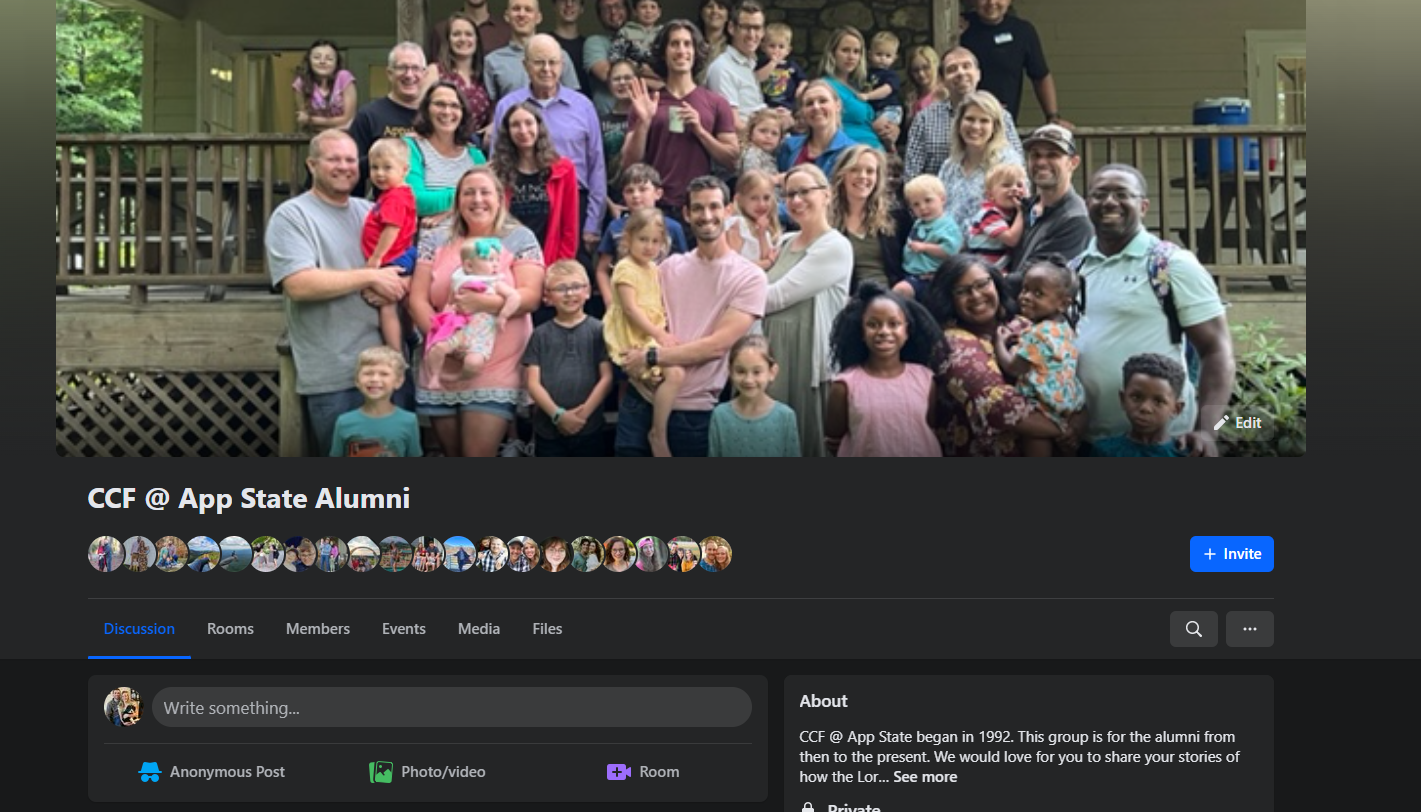 Edit
CCF @ App State Alumni
+ Invite
Discussion
Rooms
Members
Events
Media
Files
Write something...
Anonymous Post
Photo/video
Room
About
CCF @ App State began in 1992. This group is for the alumni from
then to the present. We would love for you to share your stories of
how the Lor... See more
Private